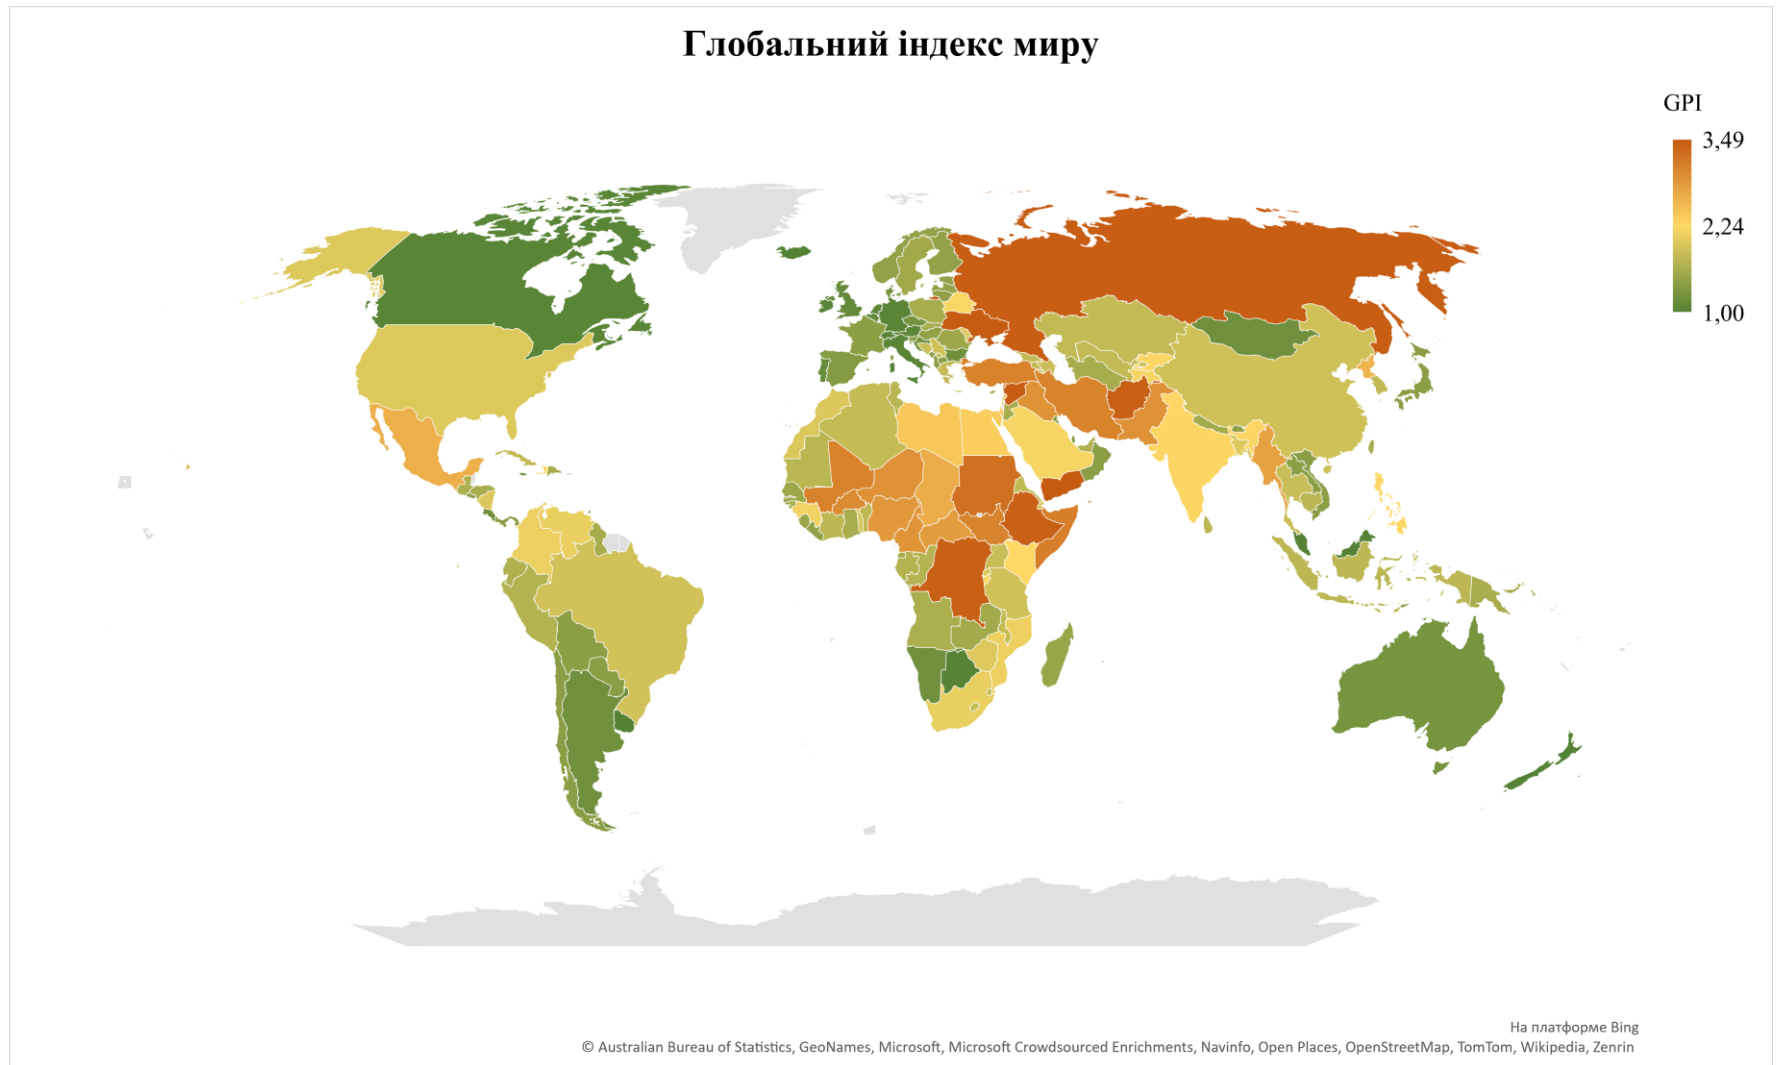 Глобальний індекс миру
GPI
3,49
2,24
1,00
На платформе Bing
© Australian Bureau of Statistics, GeoNames, Microsoft, Microsoft Crowdsourced Enrichments, Navinfo, Open Places, OpenStreetMap, TomTom, Wikipedia, Zenrin